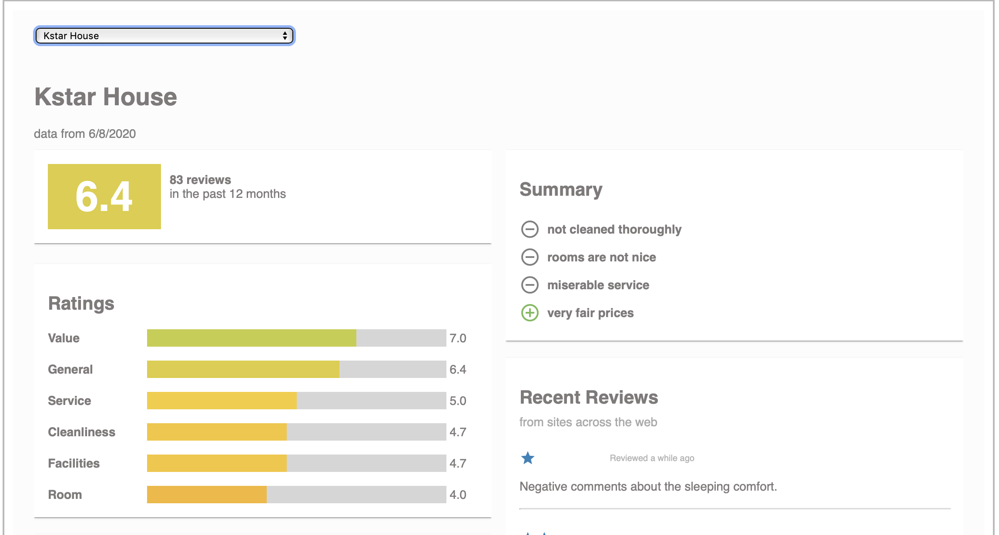 Kstar House
Kstar House
data from 6/8/2020
6.4
83 reviews
in the past 12 months
Ratings
Value 7.0
General 6.4
Service 5.0
Cleanliness 4.7
Facilities 4.7
Room 4.0
Summary
not cleaned thoroughly
rooms are not nice
miserable service
very fair prices
Recent Reviews
from sites across the web
Reviewed a while ago
Negative comments about the sleeping comfort.